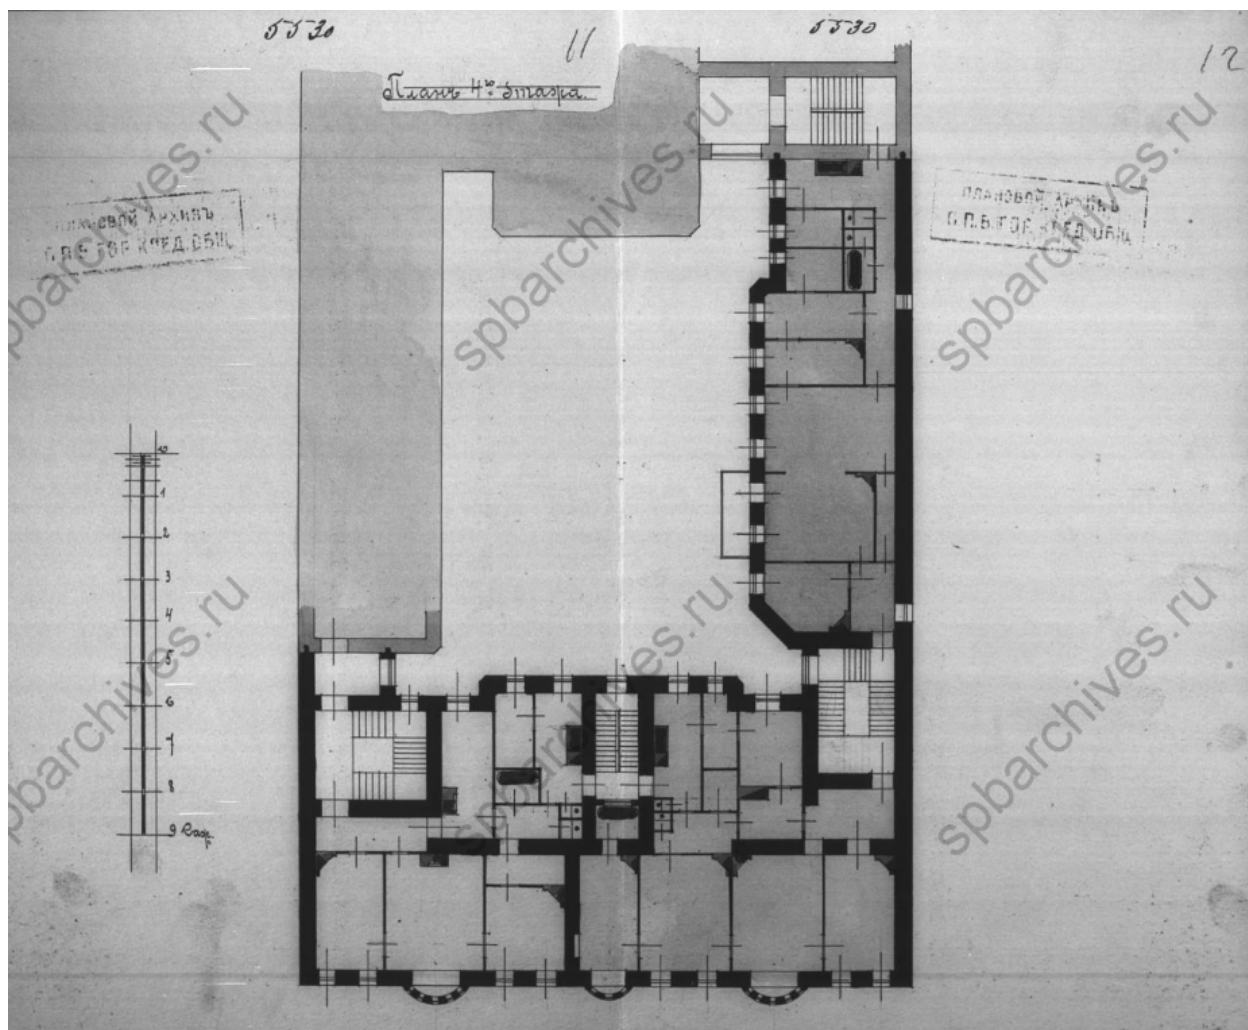 5530
11
5530
12
Планъ 4го этажа.
ПЛАНОВОЙ АРХИВЪ
С.П.Б. ГОР. КРЕД. ОБЩ.
ПЛАНОВОЙ АРХИВЪ
С.П.Б. ГОР. КРЕД. ОБЩ.
1
2
3
4
5
6
7
8
9 Саж.
spbarchives.ru
spbarchives.ru
spbarchives.ru
spbarchives.ru
spbarchives.ru
spbarchives.ru